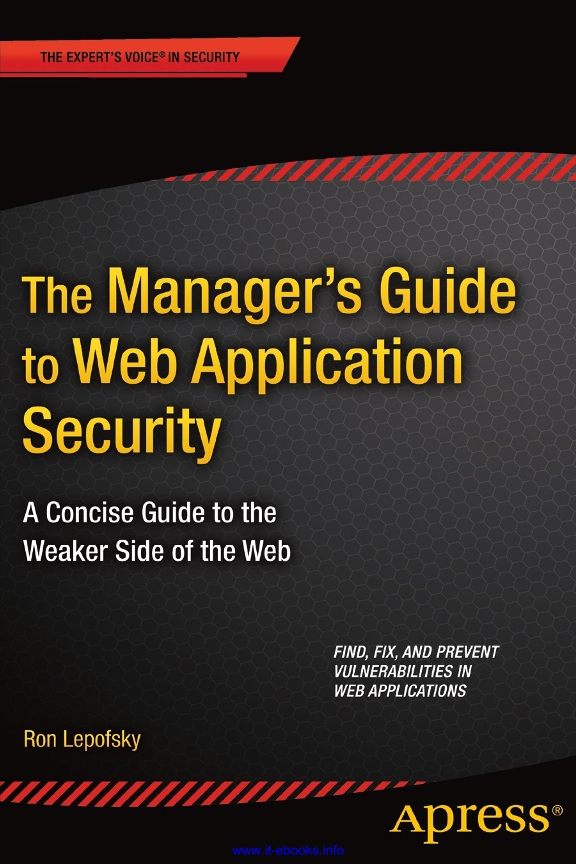 THE EXPERT'S VOICE® IN SECURITY
The Manager's Guide
to Web Application
Security
A Concise Guide to the
Weaker Side of the Web
FIND, FIX, AND PREVENT
VULNERABILITIES IN
WEB APPLICATIONS
Ron Lepofsky
Apress®
www.it-ebooks.info